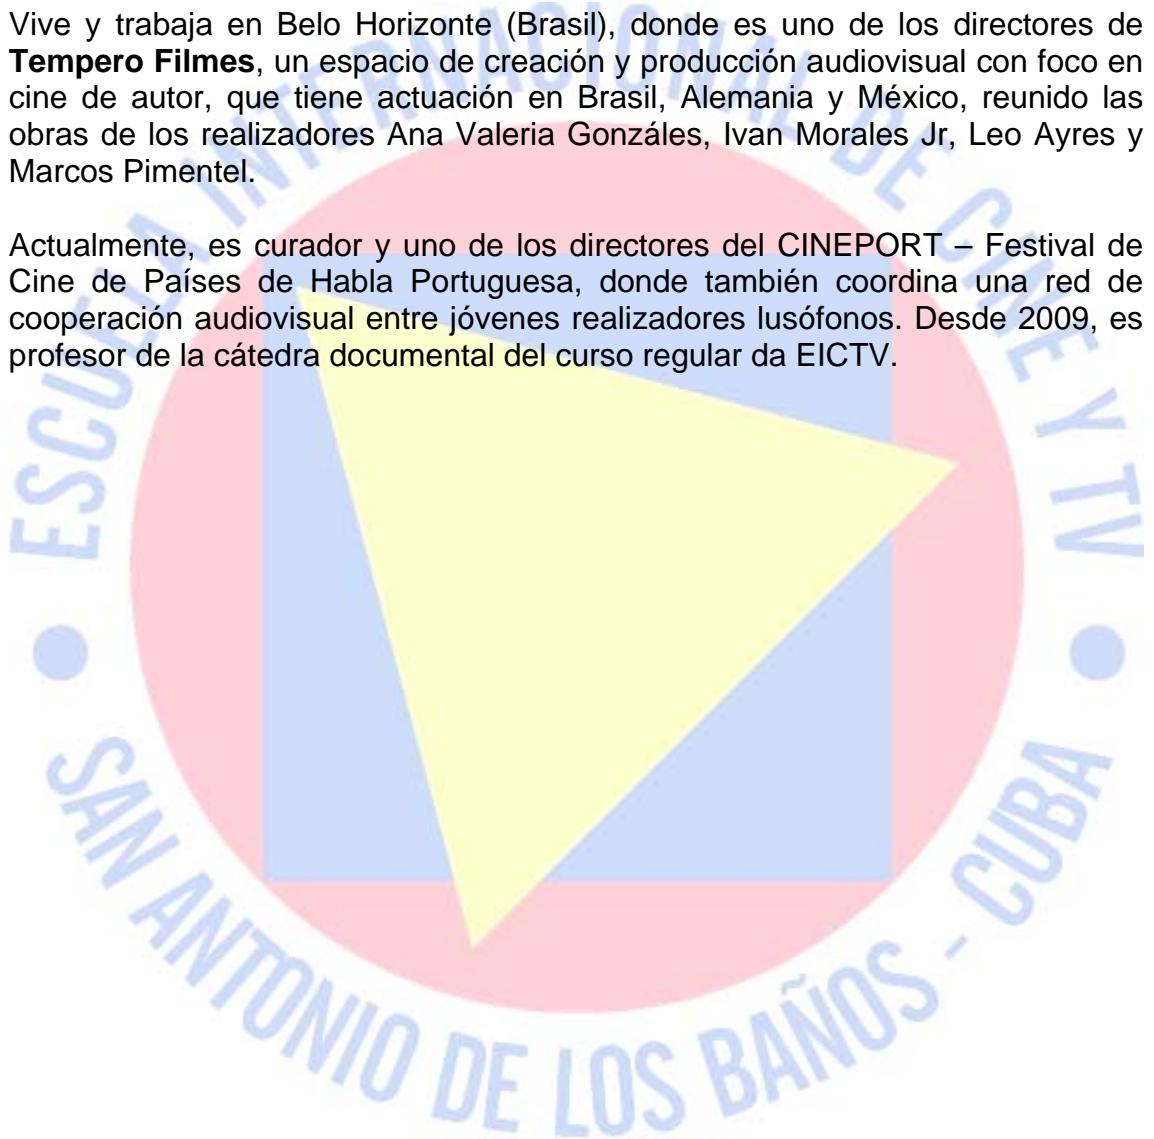 Vive y trabaja en Belo Horizonte (Brasil), donde es uno de los directores de
Tempero Filmes, un espacio de creación y producción audiovisual con foco en
cine de autor, que tiene actuación en Brasil, Alemania y México, reunido las
obras de los realizadores Ana Valeria Gonzáles, Ivan Morales Jr, Leo Ayres y
Marcos Pimentel.
Actualmente, es curador y uno de los directores del CINEPORT – Festival de
Cine de Países de Habla Portuguesa, donde también coordina una red de
cooperación audiovisual entre jóvenes realizadores lusófonos. Desde 2009, es
profesor de la cátedra documental del curso regular da EICTV.
ESCUELA INTERNACIONAL DE CINE Y TV
SAN ANTONIO DE LOS BAÑOS - CUBA